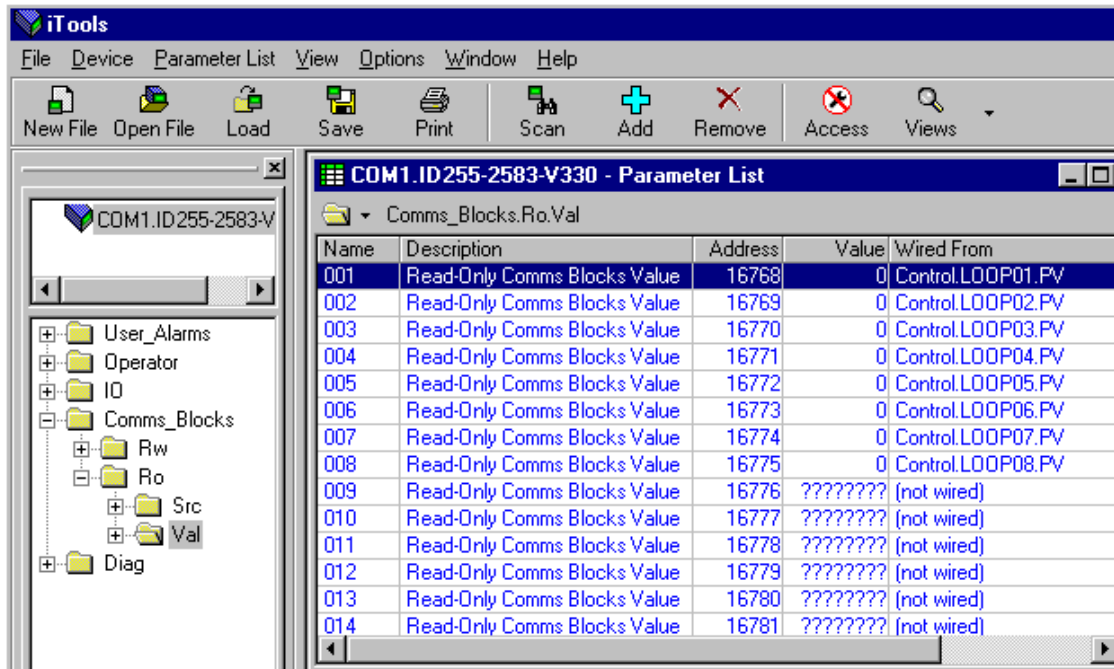 iTools
File Device Parameter List View Options Window Help
New File Open File Load Save Print Scan Add Remove Access Views
COM1.ID255-2583-V330 - Parameter List
COM1.ID255-2583-V
Comms_Blocks.Ro.Val
Name Description Address Value Wired From
001 Read-Only Comms Blocks Value 16768 0 Control.LOOP01.PV
002 Read-Only Comms Blocks Value 16769 0 Control.LOOP02.PV
003 Read-Only Comms Blocks Value 16770 0 Control.LOOP03.PV
004 Read-Only Comms Blocks Value 16771 0 Control.LOOP04.PV
005 Read-Only Comms Blocks Value 16772 0 Control.LOOP05.PV
006 Read-Only Comms Blocks Value 16773 0 Control.LOOP06.PV
007 Read-Only Comms Blocks Value 16774 0 Control.LOOP07.PV
008 Read-Only Comms Blocks Value 16775 0 Control.LOOP08.PV
009 Read-Only Comms Blocks Value 16776 ???????? (not wired)
010 Read-Only Comms Blocks Value 16777 ???????? (not wired)
011 Read-Only Comms Blocks Value 16778 ???????? (not wired)
012 Read-Only Comms Blocks Value 16779 ???????? (not wired)
013 Read-Only Comms Blocks Value 16780 ???????? (not wired)
014 Read-Only Comms Blocks Value 16781 ???????? (not wired)
User_Alarms
Operator
IO
Comms_Blocks
Rw
Ro
Src
Val
Diag